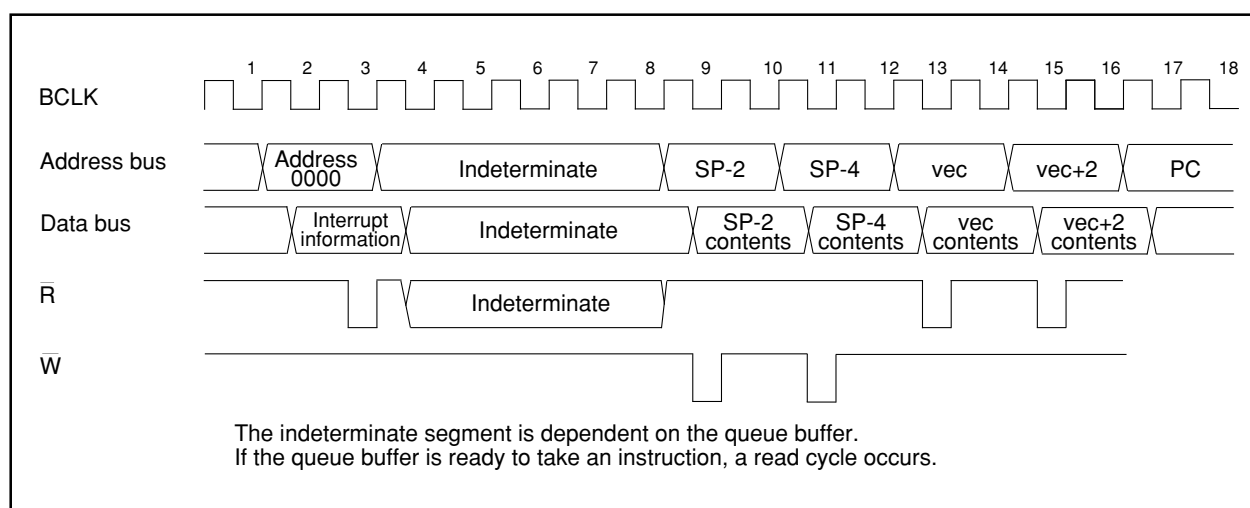 1 2 3 4 5 6 7 8 9 10 11 12 13 14 15 16 17 18
BCLK
Address bus
Address
0000
Indeterminate
SP-2
SP-4
vec
vec+2
PC
Data bus
Interrupt
information
Indeterminate
SP-2
contents
SP-4
contents
vec
contents
vec+2
contents
R̅
Indeterminate
W̅
The indeterminate segment is dependent on the queue buffer.
If the queue buffer is ready to take an instruction, a read cycle occurs.